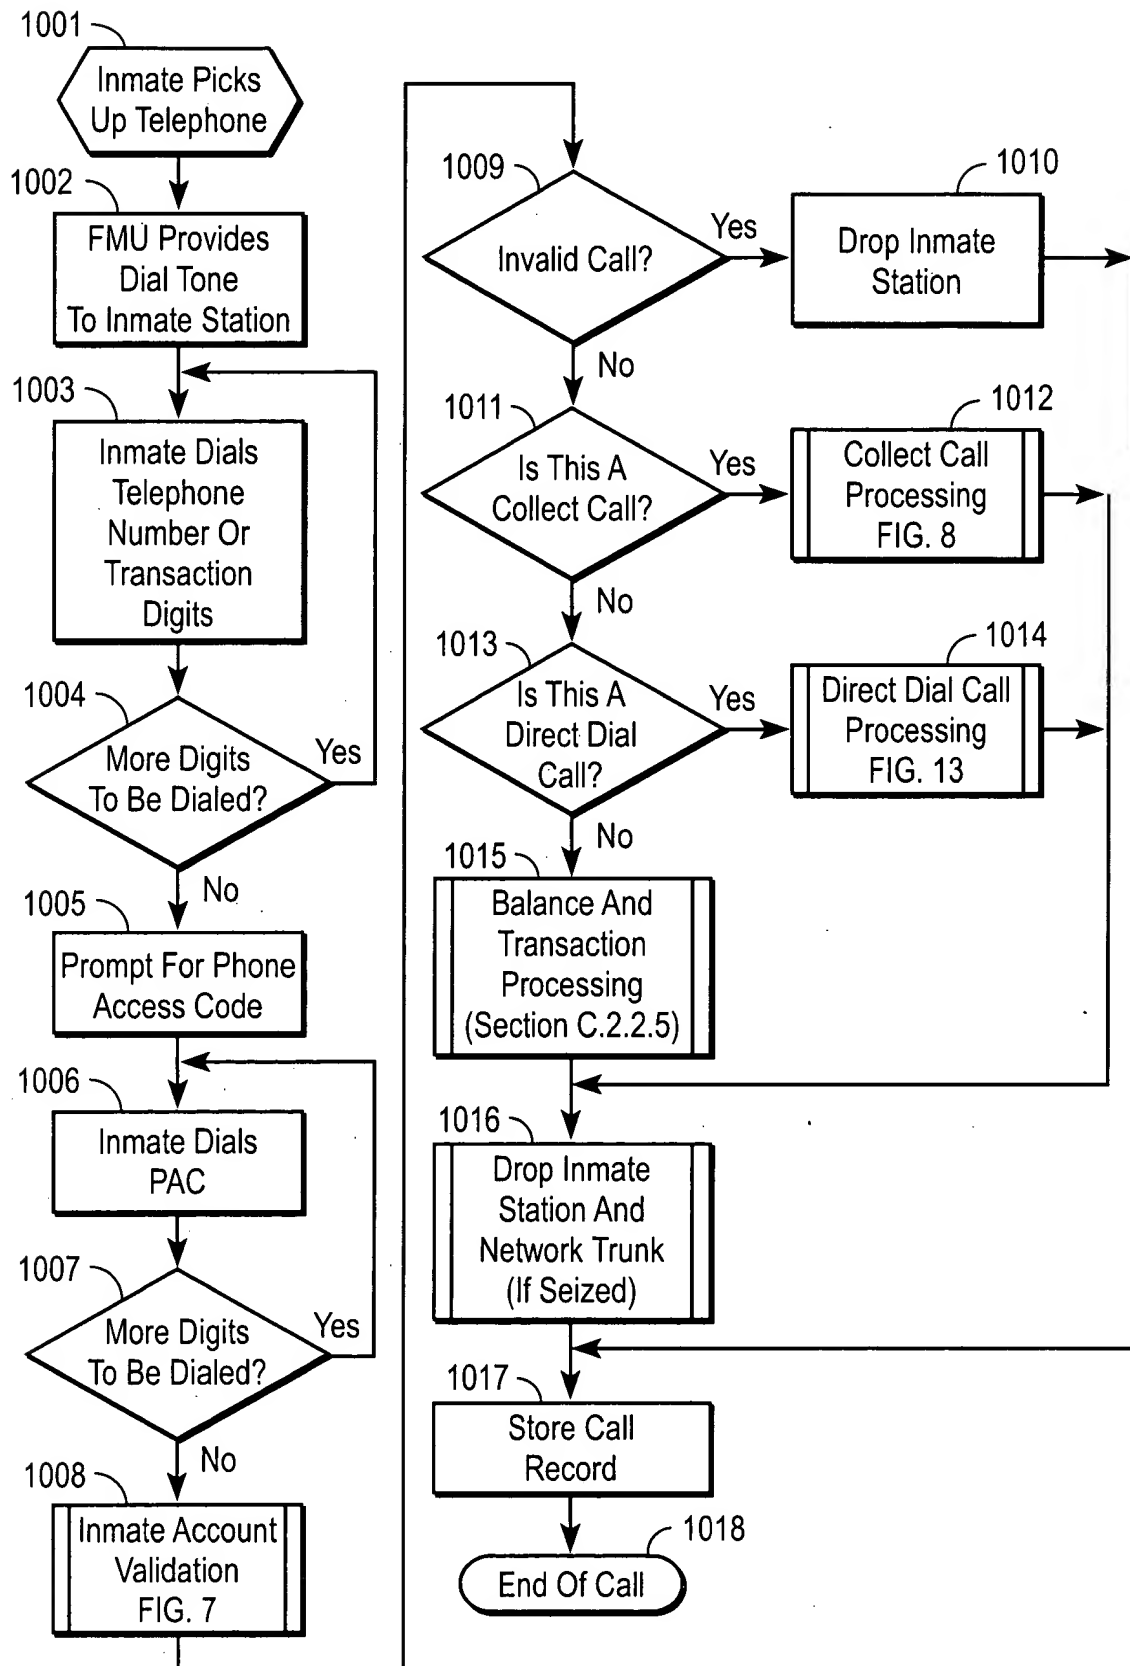 1001
Inmate Picks
Up Telephone
1002
FMU Provides
Dial Tone
To Inmate Station
1003
Inmate Dials
Telephone
Number Or
Transaction
Digits
1004
More Digits
To Be Dialed?
Yes
No
1005
Prompt For Phone
Access Code
1006
Inmate Dials
PAC
1007
More Digits
To Be Dialed?
Yes
No
1008
Inmate Account
Validation
FIG. 7
1009
Invalid Call?
Yes
No
1010
Drop Inmate
Station
1011
Is This A
Collect Call?
Yes
No
1012
Collect Call
Processing
FIG. 8
1013
Is This A
Direct Dial
Call?
Yes
No
1014
Direct Dial Call
Processing
FIG. 13
1015
Balance And
Transaction
Processing
(Section C.2.2.5)
1016
Drop Inmate
Station And
Network Trunk
(If Seized)
1017
Store Call
Record
1018
End Of Call